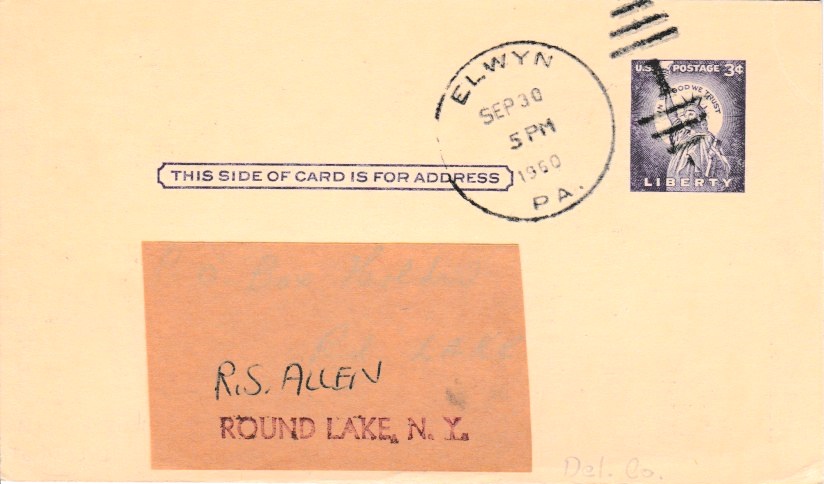 ELWYN
SEP 30
5 PM
1960
PA.
U.S. POSTAGE 3¢
IN GOD WE TRUST
LIBERTY
THIS SIDE OF CARD IS FOR ADDRESS
R.S. ALLEN
ROUND LAKE, N. Y.
Del. Co.